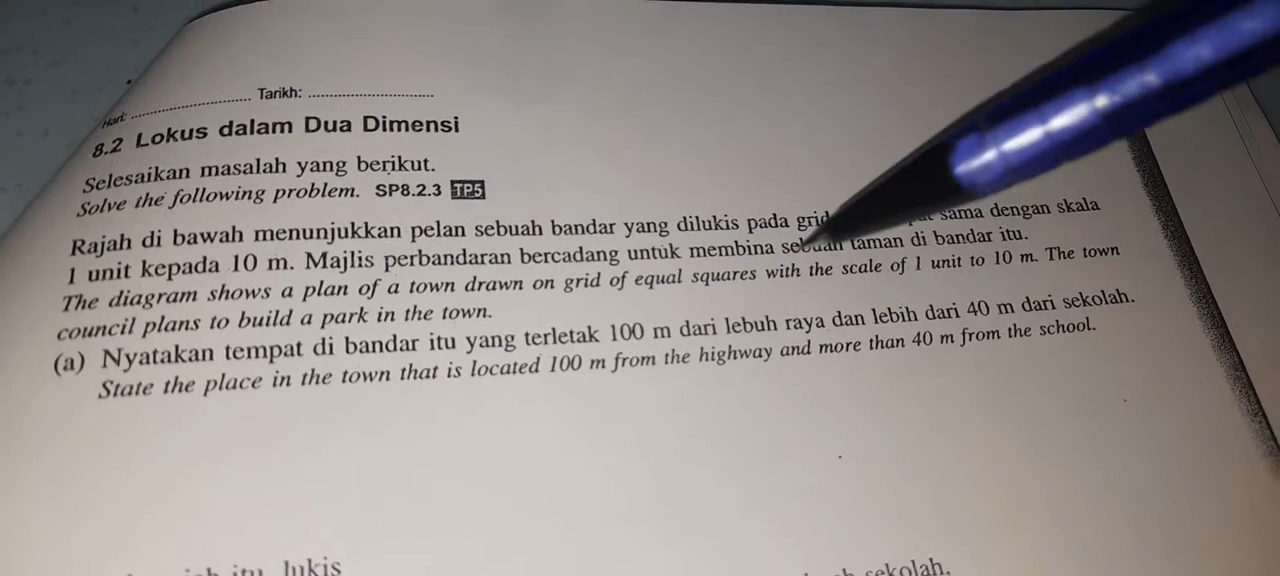 Hari: .............................. Tarikh: ..............................
8.2 Lokus dalam Dua Dimensi
Selesaikan masalah yang berikut.
Solve the following problem. SP8.2.3 TP5
Rajah di bawah menunjukkan pelan sebuah bandar yang dilukis pada grid sama dengan skala
1 unit kepada 10 m. Majlis perbandaran bercadang untuk membina sebuah taman di bandar itu.
The diagram shows a plan of a town drawn on grid of equal squares with the scale of 1 unit to 10 m. The town
council plans to build a park in the town.
(a) Nyatakan tempat di bandar itu yang terletak 100 m dari lebuh raya dan lebih dari 40 m dari sekolah.
State the place in the town that is located 100 m from the highway and more than 40 m from the school.
itu, lukis sekolah.